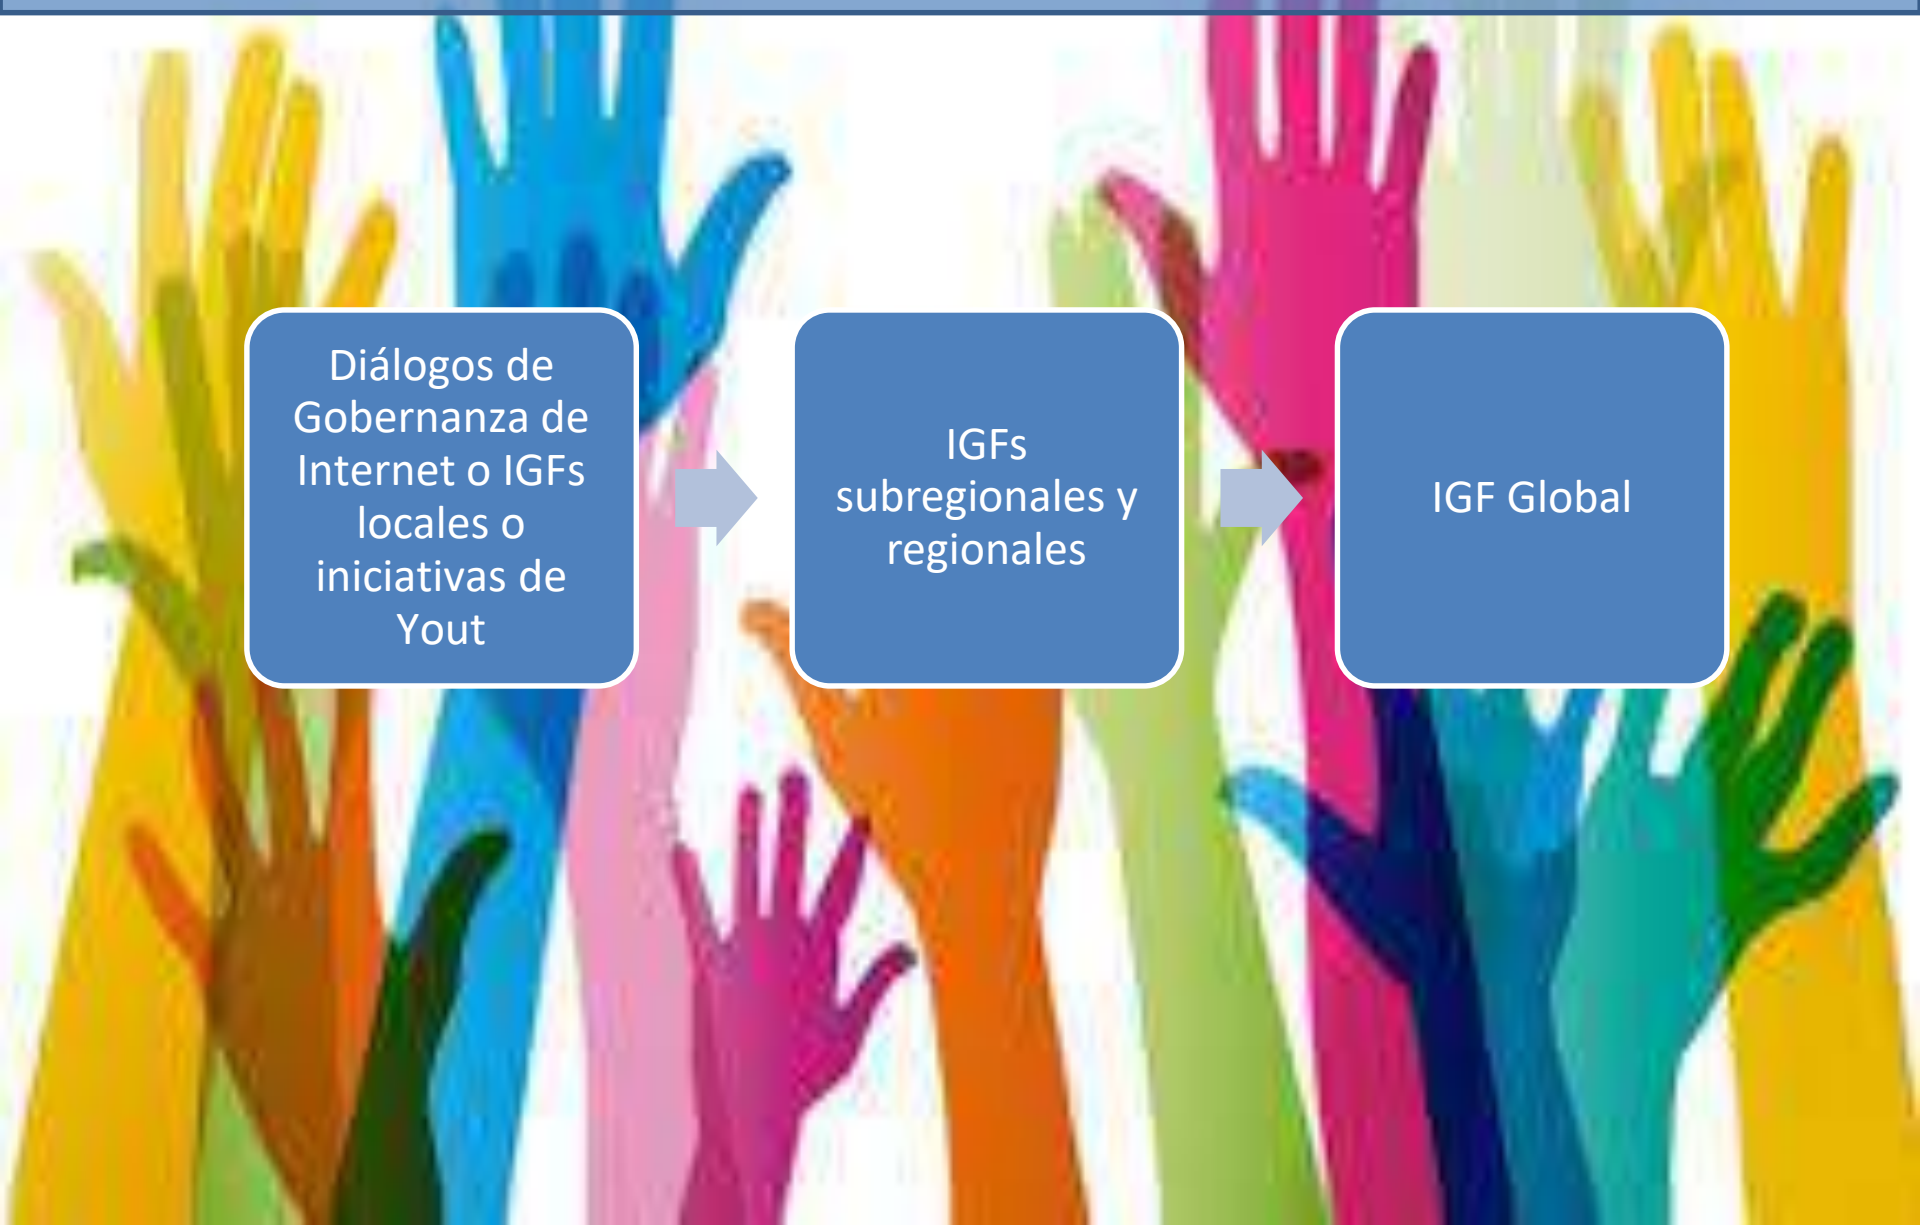 Diálogos de
Gobernanza de
Internet o IGFs
locales o
iniciativas de
Yout
IGFs
subregionales y
regionales
IGF Global